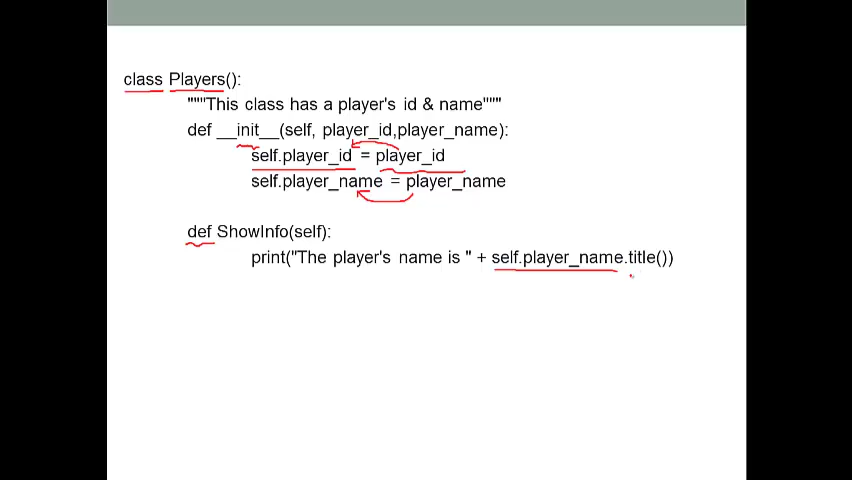 class Players():
"""This class has a player's id & name"""
def __init__(self, player_id,player_name):
self.player_id = player_id
self.player_name = player_name
def ShowInfo(self):
print("The player's name is " + self.player_name.title())